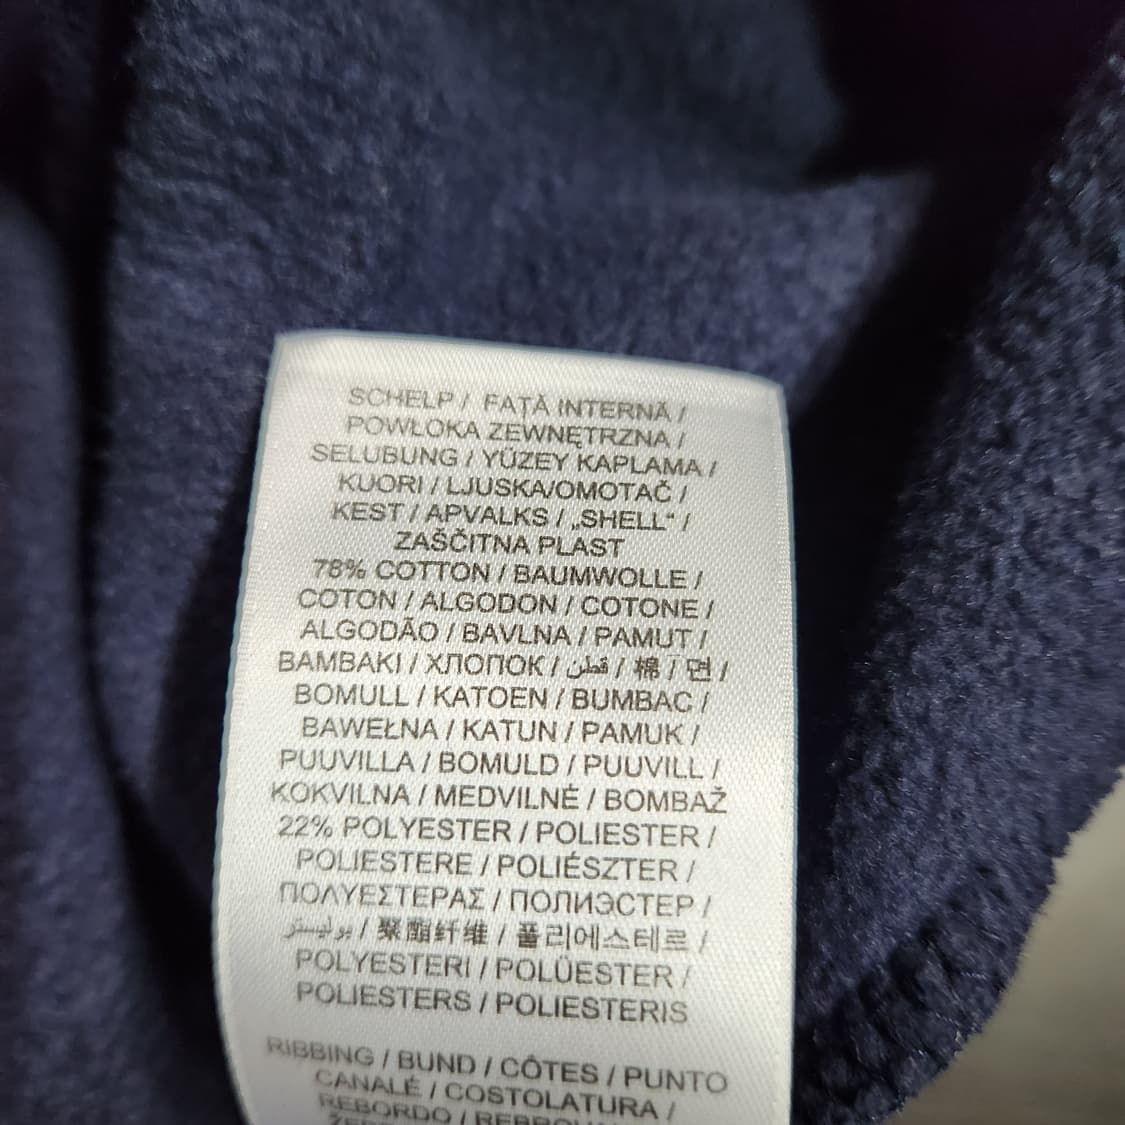 SCHELP / FAȚĂ INTERNĂ /
POWŁOKA ZEWNĘTRZNA /
SELUBUNG / YÜZEY KAPLAMA /
KUORI / LJUSKA/OMOTAČ /
KEST / APVALKS / „SHELL“ /
ZAŠČITNA PLAST
78% COTTON / BAUMWOLLE /
COTON / ALGODON / COTONE /
ALGODÃO / BAVLNA / PAMUT /
BAMBAKI / ХЛОПОК / قطن / 棉 / 면 /
BOMULL / KATOEN / BUMBAC /
BAWEŁNA / KATUN / PAMUK /
PUUVILLA / BOMULD / PUUVILL /
KOKVILNA / MEDVILNĖ / BOMBAŽ
22% POLYESTER / POLIESTER /
POLIESTERE / POLIÉSZTER /
ΠΟΛΥΕΣΤΕΡΑΣ / ПОЛИЭСТЕР /
بوليستر / 聚酯纤维 / 폴리에스테르 /
POLYESTERI / POLÜESTER /
POLIESTERS / POLIESTERIS
RIBBING / BUND / CÔTES / PUNTO
CANALÉ / COSTOLATURA /
REBORDO /